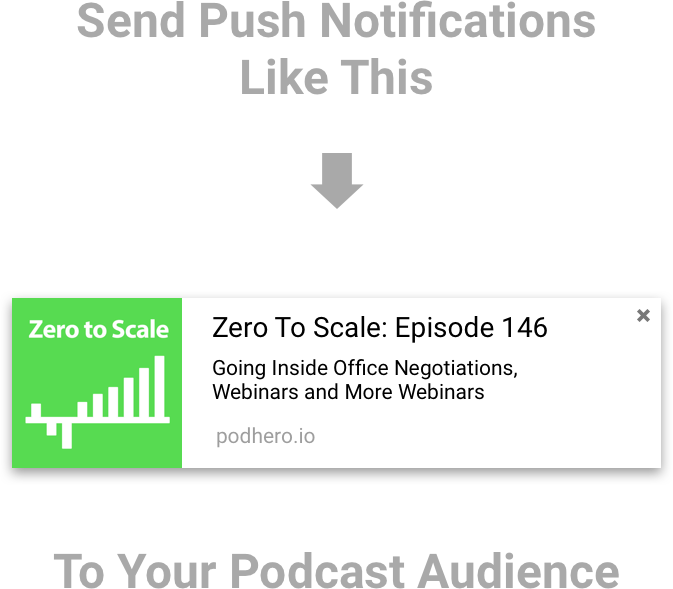 Send Push Notifications
Like This
Zero to Scale
Zero To Scale: Episode 146
Going Inside Office Negotiations,
Webinars and More Webinars
podhero.io
To Your Podcast Audience